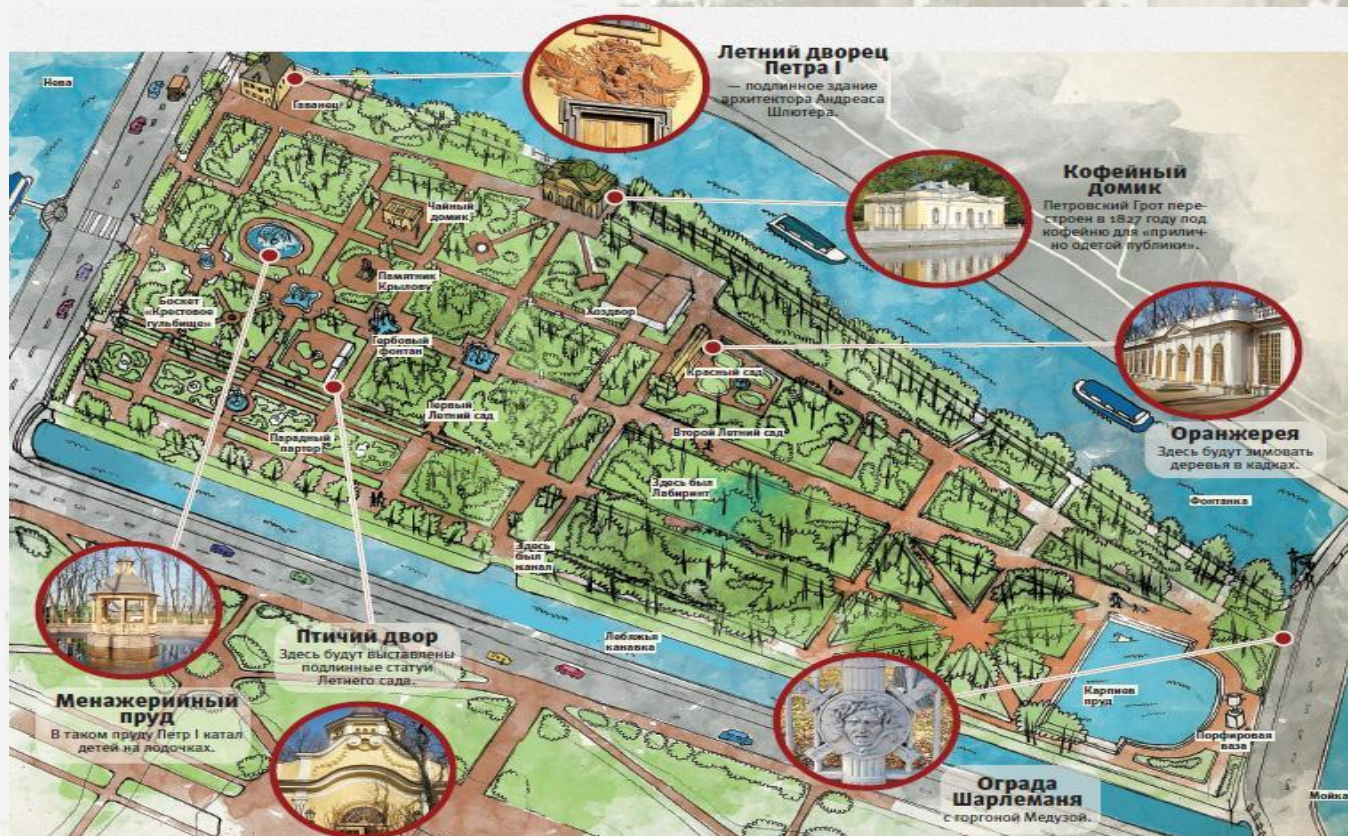 Летний дворец
Петра I
— подлинное здание
архитектора Андреаса
Шлютера.
Нева
Гаванец
Кофейный
домик
Петровский Грот пере-
строен в 1827 году под
кофейню для «прилич-
но одетой публики».
Чайный
домик
Памятник
Крылову
Боскет
«Крестовое
гульбище»
Хоздвор
Гербовый
фонтан
Красный сад
Первый
Летний сад
Второй Летний сад
Парадный
партер
Оранжерея
Здесь будут зимовать
деревья в кадках.
Здесь был
Лабиринт
Фонтанка
Здесь
был
канал
Птичий двор
Здесь будут выставлены
подлинные статуи
Летнего сада.
Лебяжья
канавка
Менажерийный
пруд
В таком пруду Петр I катал
детей на лодочках.
Карпиев
пруд
Порфировая
ваза
Ограда
Шарлеманя
с горгоной Медузой.
Мойка